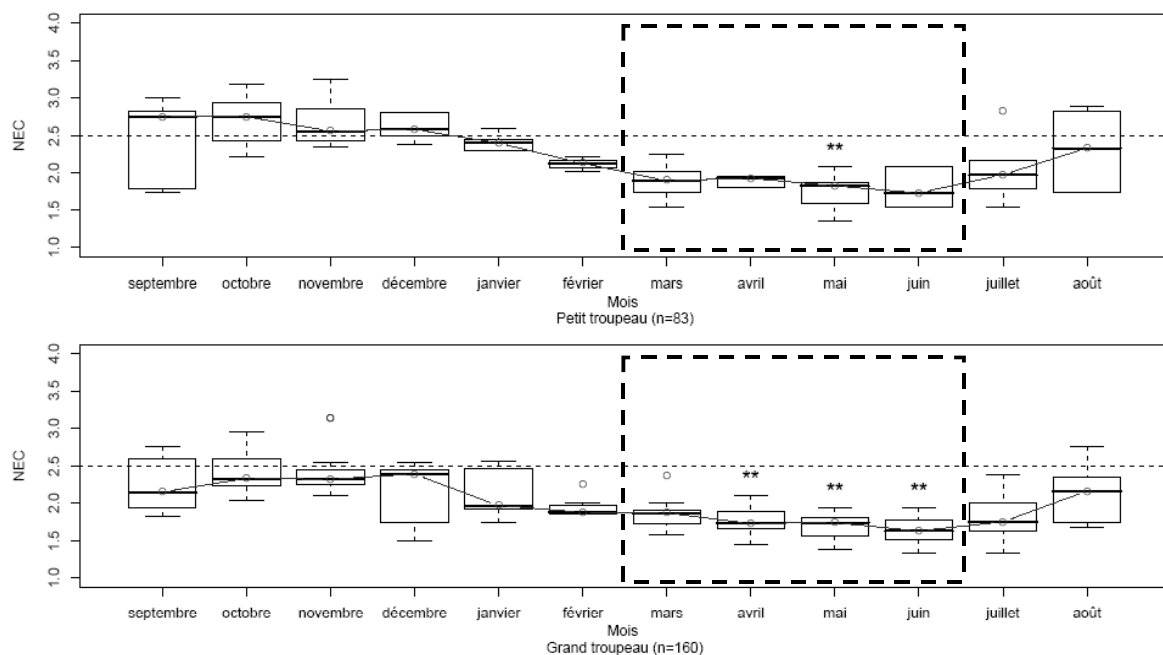 4.0
3.5
3.0
2.5
2.0
1.5
1.0
NEC
**
septembre octobre novembre décembre janvier février mars avril mai juin juillet août
Mois
Petit troupeau (n=83)
4.0
3.5
3.0
2.5
2.0
1.5
1.0
NEC
** ** **
septembre octobre novembre décembre janvier février mars avril mai juin juillet août
Mois
Grand troupeau (n=160)